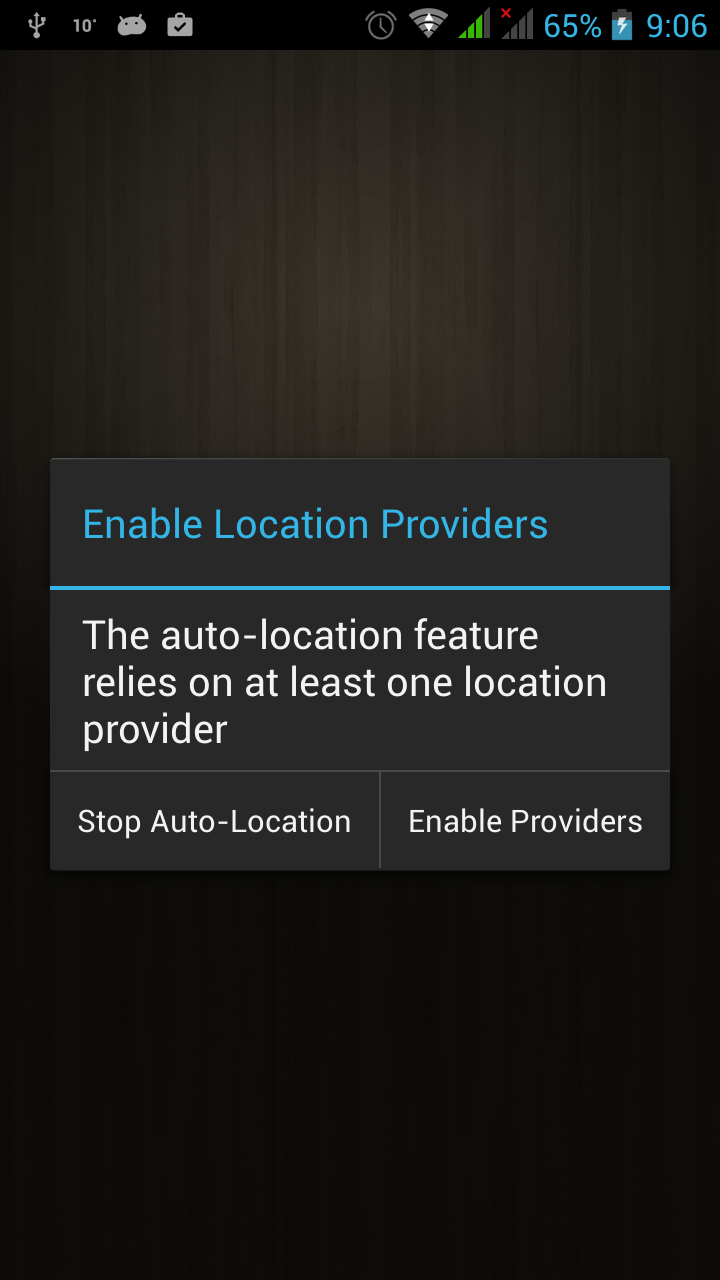 10° 65% 9:06
Enable Location Providers
The auto-location feature
relies on at least one location
provider
Stop Auto-Location Enable Providers